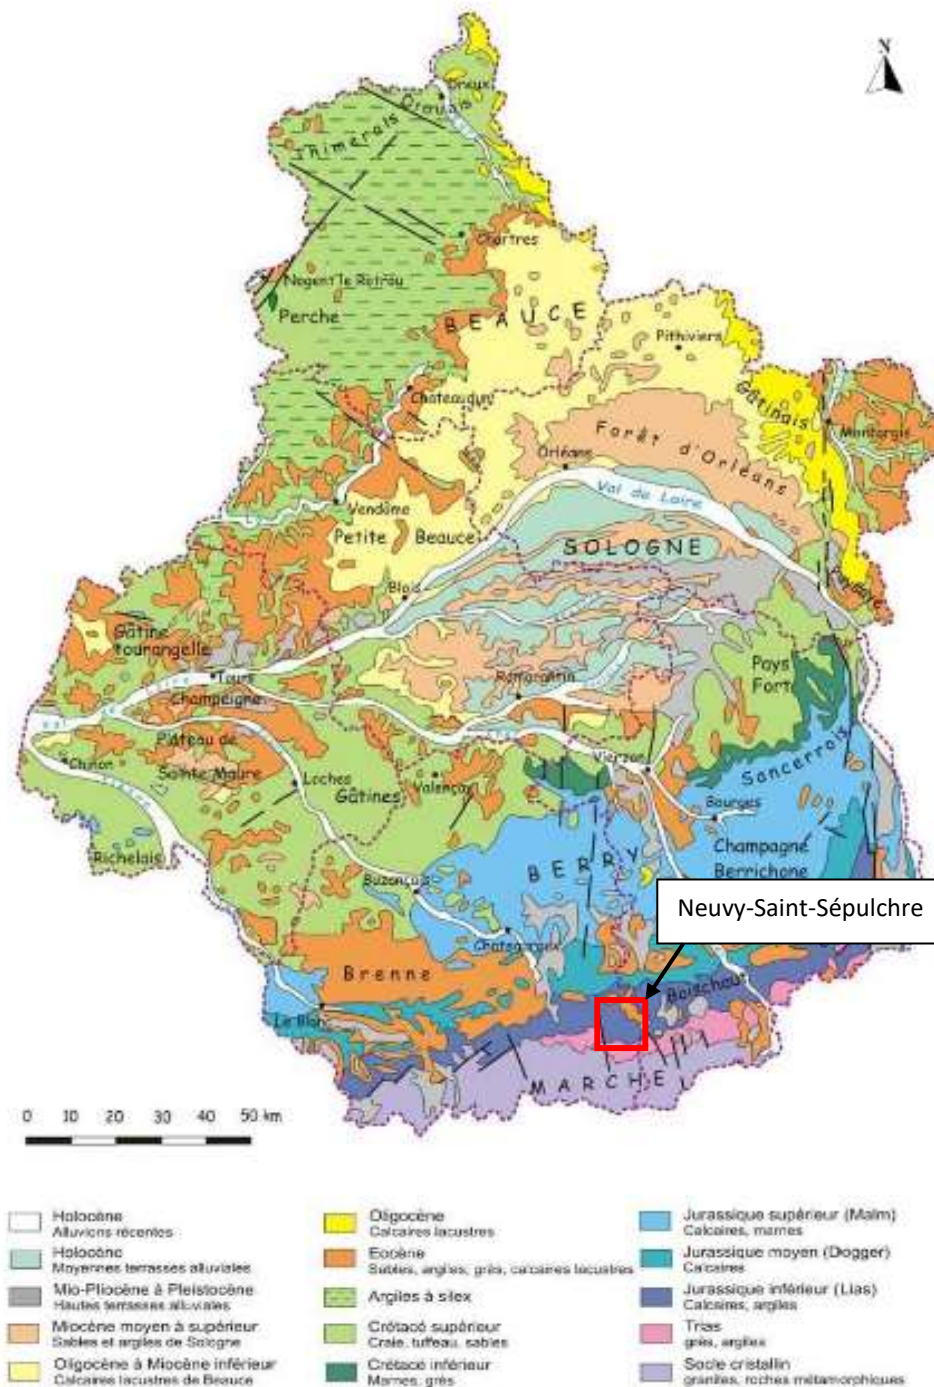 N
Dreux
Drouais
Thimerais
Chartres
Nogent le Rotrou
Perche
BEAUCE
Pithiviers
Chateaudun
Gâtinais
Montargis
Forêt d'Orléans
Orléans
Val de Loire
Vendôme
Petite Beauce
SOLOGNE
Blois
Gâtine
tourangelle
Tours
Champeigne
Romorantin
Pays
Fort
Plateau de
Sainte Maure
Chinon
Loches
Gâtines
Valençay
Vierzon
Sancerrois
Bourges
Richelais
Buzançais
BERRY
Champagne
Berrichone
Neuvy-Saint-Sépulchre
Chateauroux
Brenne
Boischaut
Le Blanc
MARCHE
0 10 20 30 40 50 km
Holocène
Alluvions récentes
Holocène
Moyennes terrasses alluviales
Mio-Pliocène à Pleistocène
Hautes terrasses alluviales
Miocène moyen à supérieur
Sables et argiles de Sologne
Oligocène à Miocène inférieur
Calcaires lacustres de Beauce
Oligocène
Calcaires lacustres
Eocène
Sables, argiles, grès, calcaires lacustres
Argiles à silex
Crétacé supérieur
Craie, tuffeau, sables
Crétacé inférieur
Marnes, grès
Jurassique supérieur (Malm)
Calcaires, marnes
Jurassique moyen (Dogger)
Calcaires
Jurassique inférieur (Lias)
Calcaires, argiles
Trias
grès, argiles
Socle cristallin
granites, roches métamorphiques